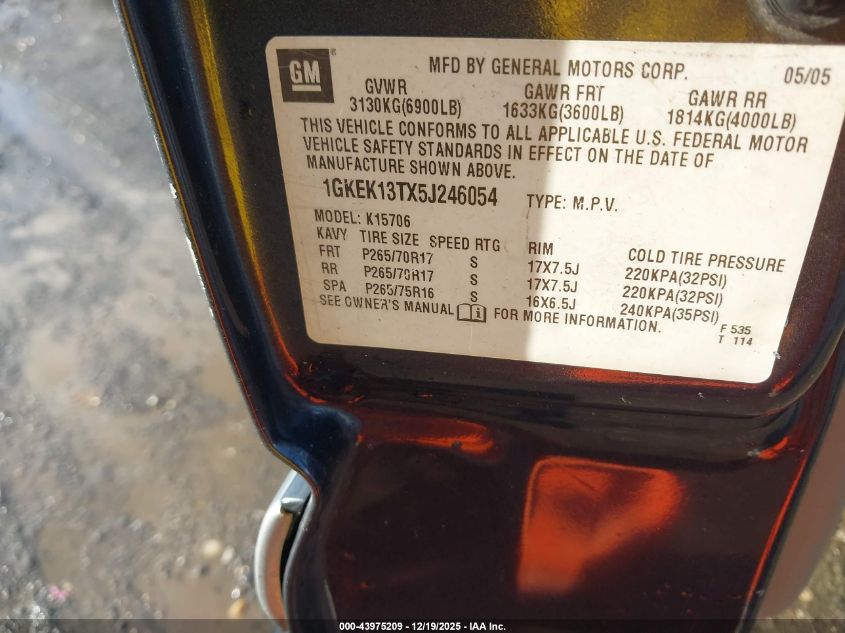 GM ®
MFD BY GENERAL MOTORS CORP. 05/05
GVWR GAWR FRT GAWR RR
3130KG(6900LB) 1633KG(3600LB) 1814KG(4000LB)
THIS VEHICLE CONFORMS TO ALL APPLICABLE U.S. FEDERAL MOTOR
VEHICLE SAFETY STANDARDS IN EFFECT ON THE DATE OF
MANUFACTURE SHOWN ABOVE.
1GKEK13TX5J246054 TYPE: M.P.V.
MODEL: K15706
KAVY TIRE SIZE SPEED RTG RIM COLD TIRE PRESSURE
FRT P265/70R17 S 17X7.5J 220KPA(32PSI)
RR P265/70R17 S 17X7.5J 220KPA(32PSI)
SPA P265/75R16 S 16X6.5J 240KPA(35PSI)
SEE OWNER'S MANUAL i FOR MORE INFORMATION.
F 535
T 114
000-43975209 - 12/19/2025 - IAA Inc.